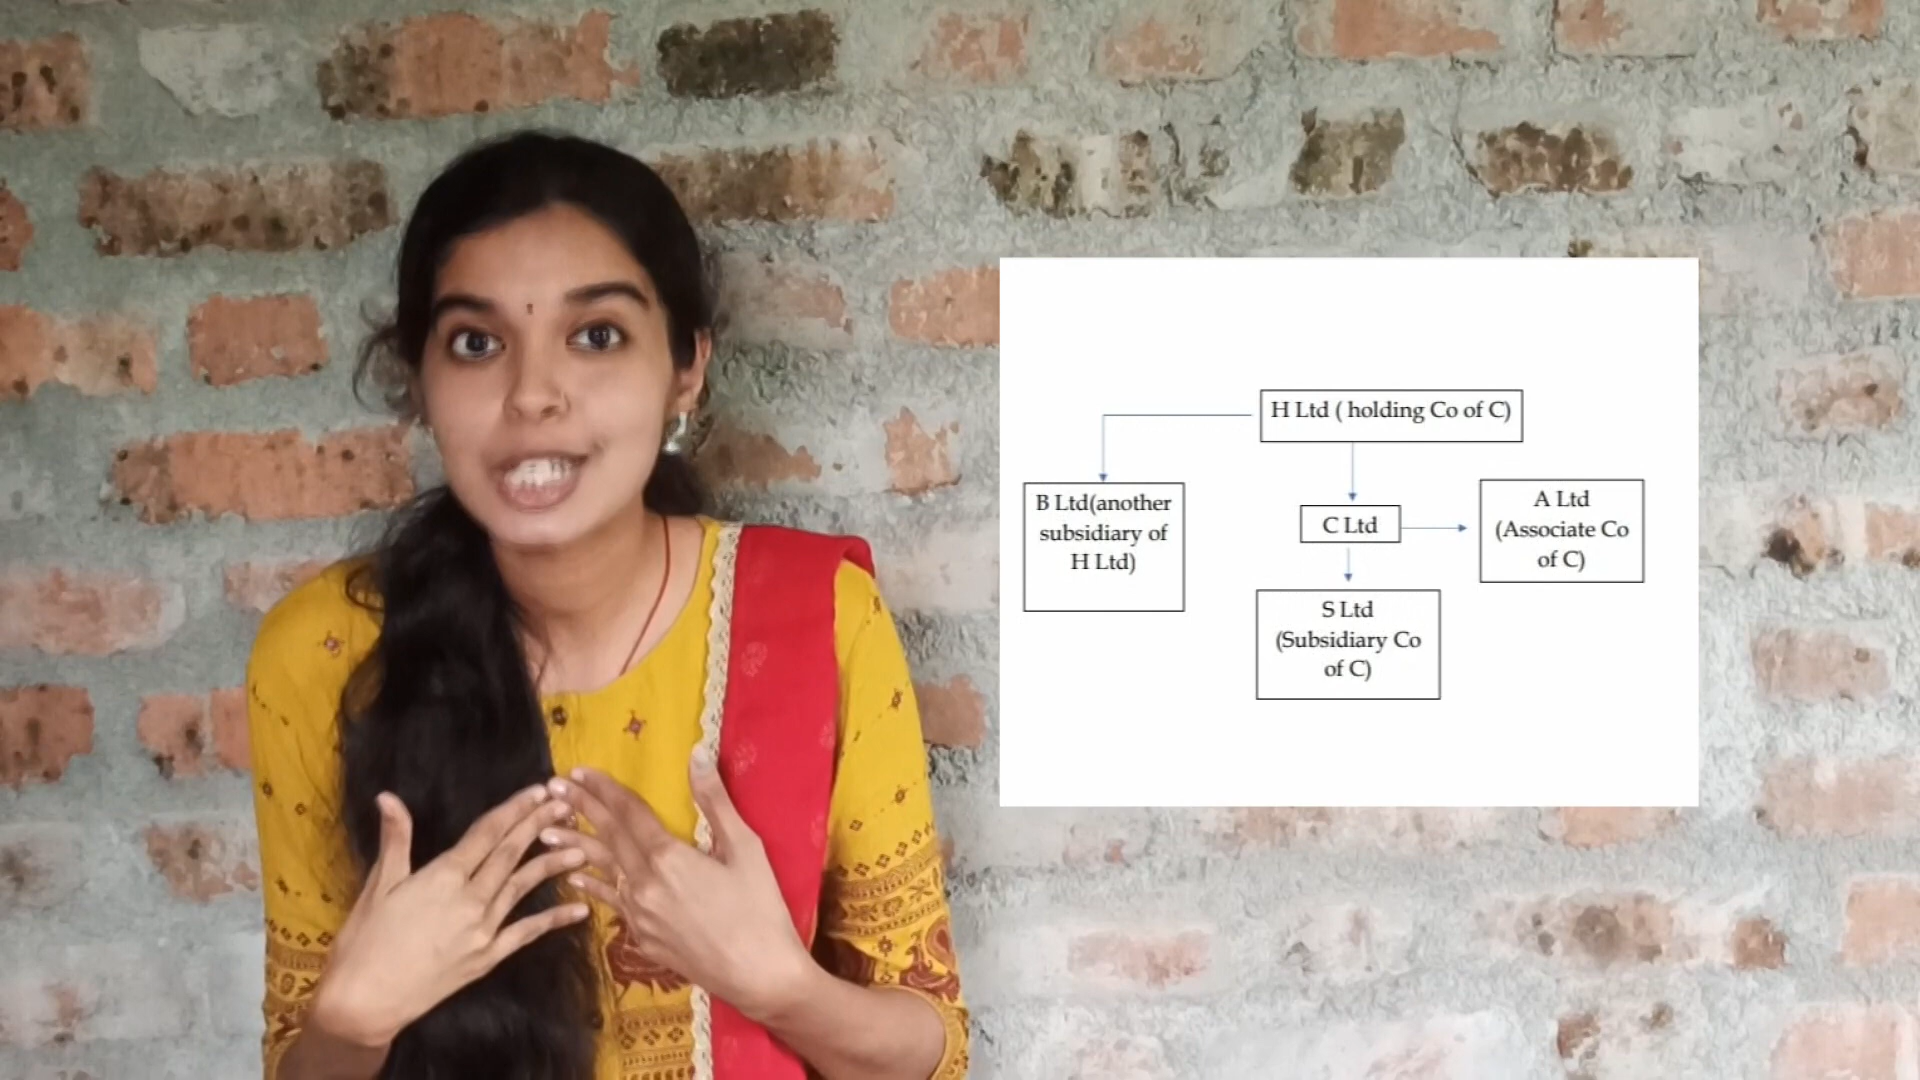 H Ltd ( holding Co of C)
B Ltd(another
subsidiary of
H Ltd)
C Ltd
A Ltd
(Associate Co
of C)
S Ltd
(Subsidiary Co
of C)